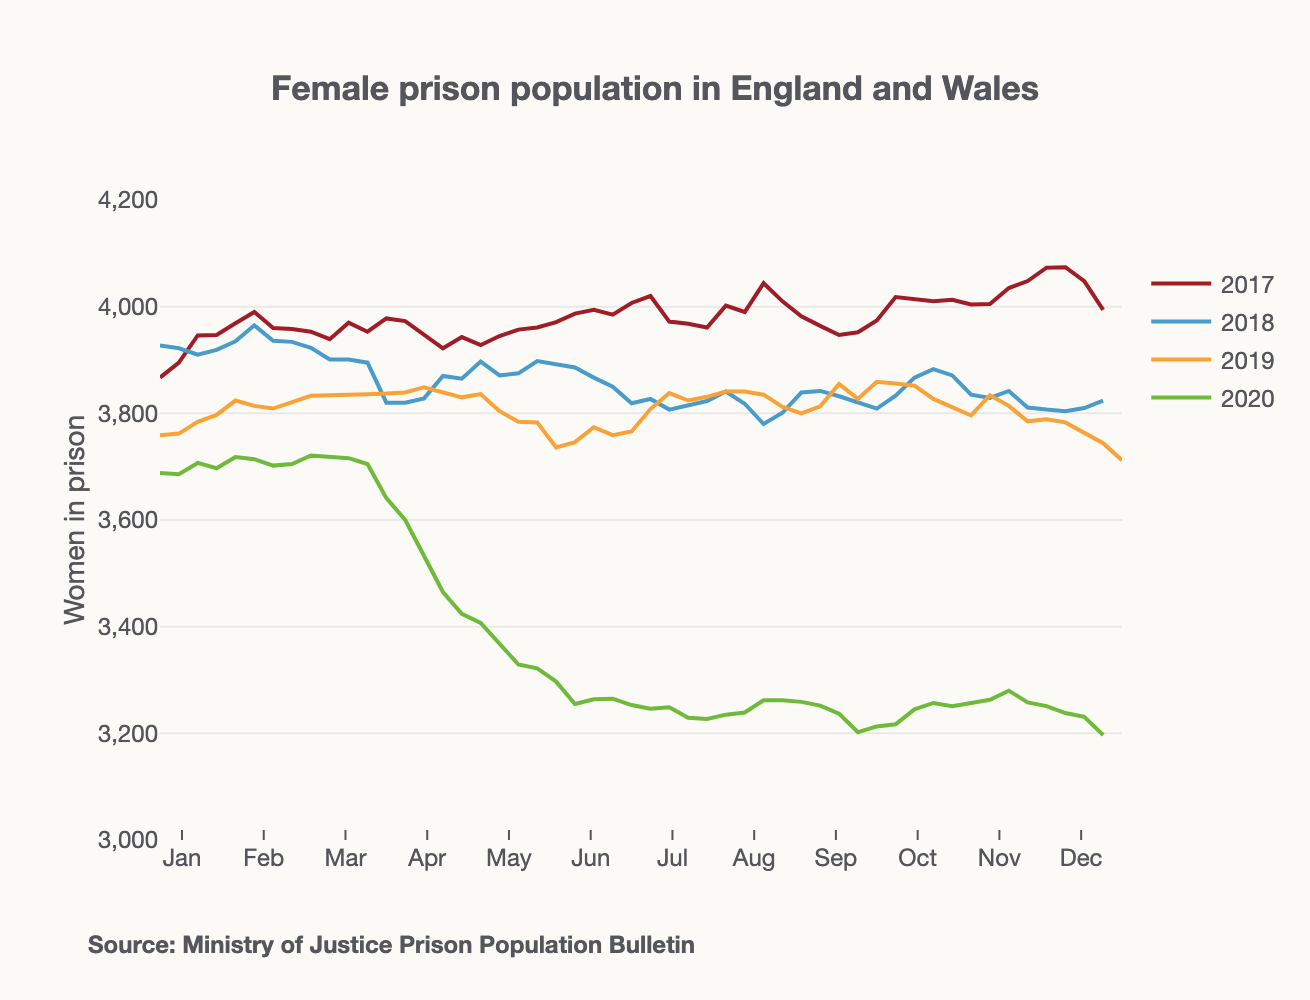 Female prison population in England and Wales
4,200
4,000
3,800
3,600
3,400
3,200
3,000
Women in prison
Jan Feb Mar Apr May Jun Jul Aug Sep Oct Nov Dec
2017
2018
2019
2020
Source: Ministry of Justice Prison Population Bulletin